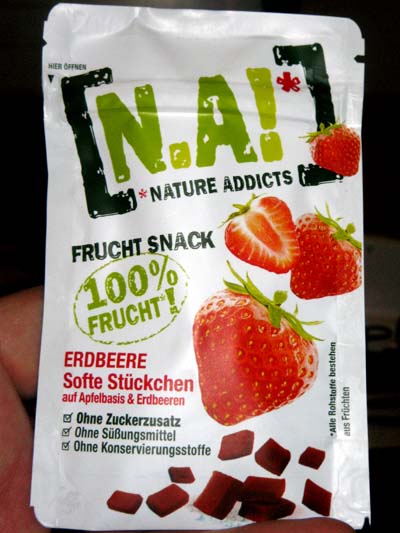 HIER ÖFFNEN
[N.A!*]
*NATURE ADDICTS
FRUCHT SNACK
100%
FRUCHT*!
ERDBEERE
Softe Stückchen
auf Apfelbasis & Erdbeeren
Ohne Zuckerzusatz
Ohne Süßungsmittel
Ohne Konservierungsstoffe
*Alle Rohstoffe bestehen
aus Früchten